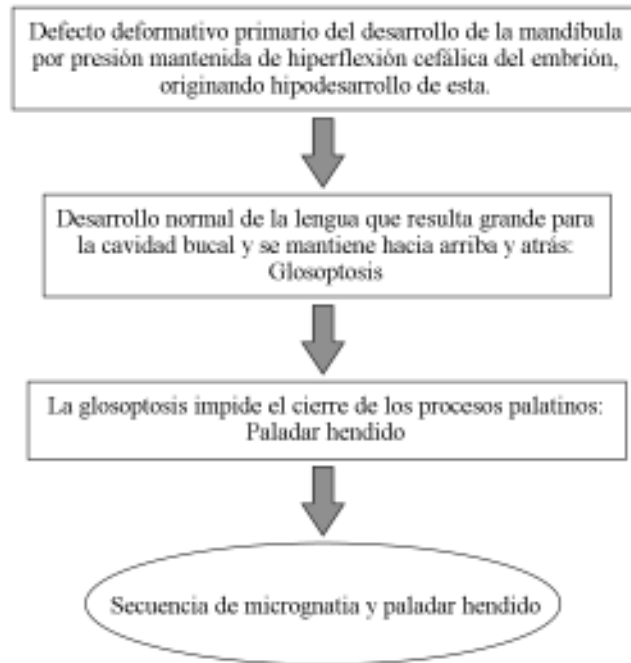 Defecto deformativo primario del desarrollo de la mandíbula
por presión mantenida de hiperflexión cefálica del embrión,
originando hipodesarrollo de esta.
Desarrollo normal de la lengua que resulta grande para
la cavidad bucal y se mantiene hacia arriba y atrás:
Glosoptosis
La glosoptosis impide el cierre de los procesos palatinos:
Paladar hendido
Secuencia de micrognatia y paladar hendido